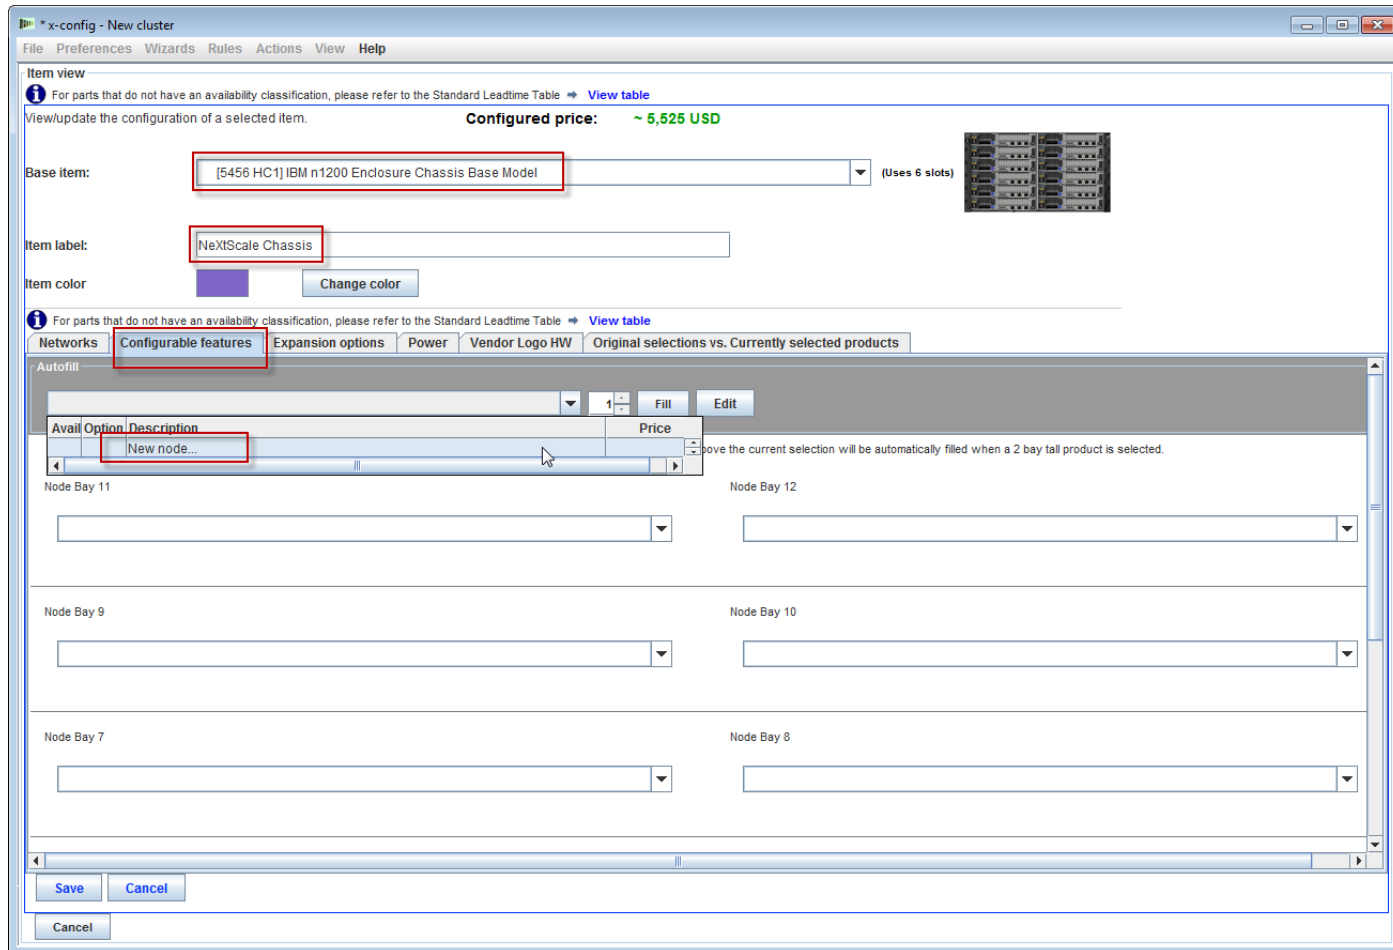 * x-config - New cluster
File Preferences Wizards Rules Actions View Help
Item view
For parts that do not have an availability classification, please refer to the Standard Leadtime Table View table
View/update the configuration of a selected item. Configured price: ~ 5,525 USD
Base item: [5456 HC1] IBM n1200 Enclosure Chassis Base Model (Uses 6 slots)
Item label: NeXtScale Chassis
Item color Change color
For parts that do not have an availability classification, please refer to the Standard Leadtime Table View table
Networks Configurable features Expansion options Power Vendor Logo HW Original selections vs. Currently selected products
Autofill
1 Fill Edit
Avail Option Description Price
New node...
the current selection will be automatically filled when a 2 bay tall product is selected.
Node Bay 11 Node Bay 12
Node Bay 9 Node Bay 10
Node Bay 7 Node Bay 8
Save Cancel
Cancel